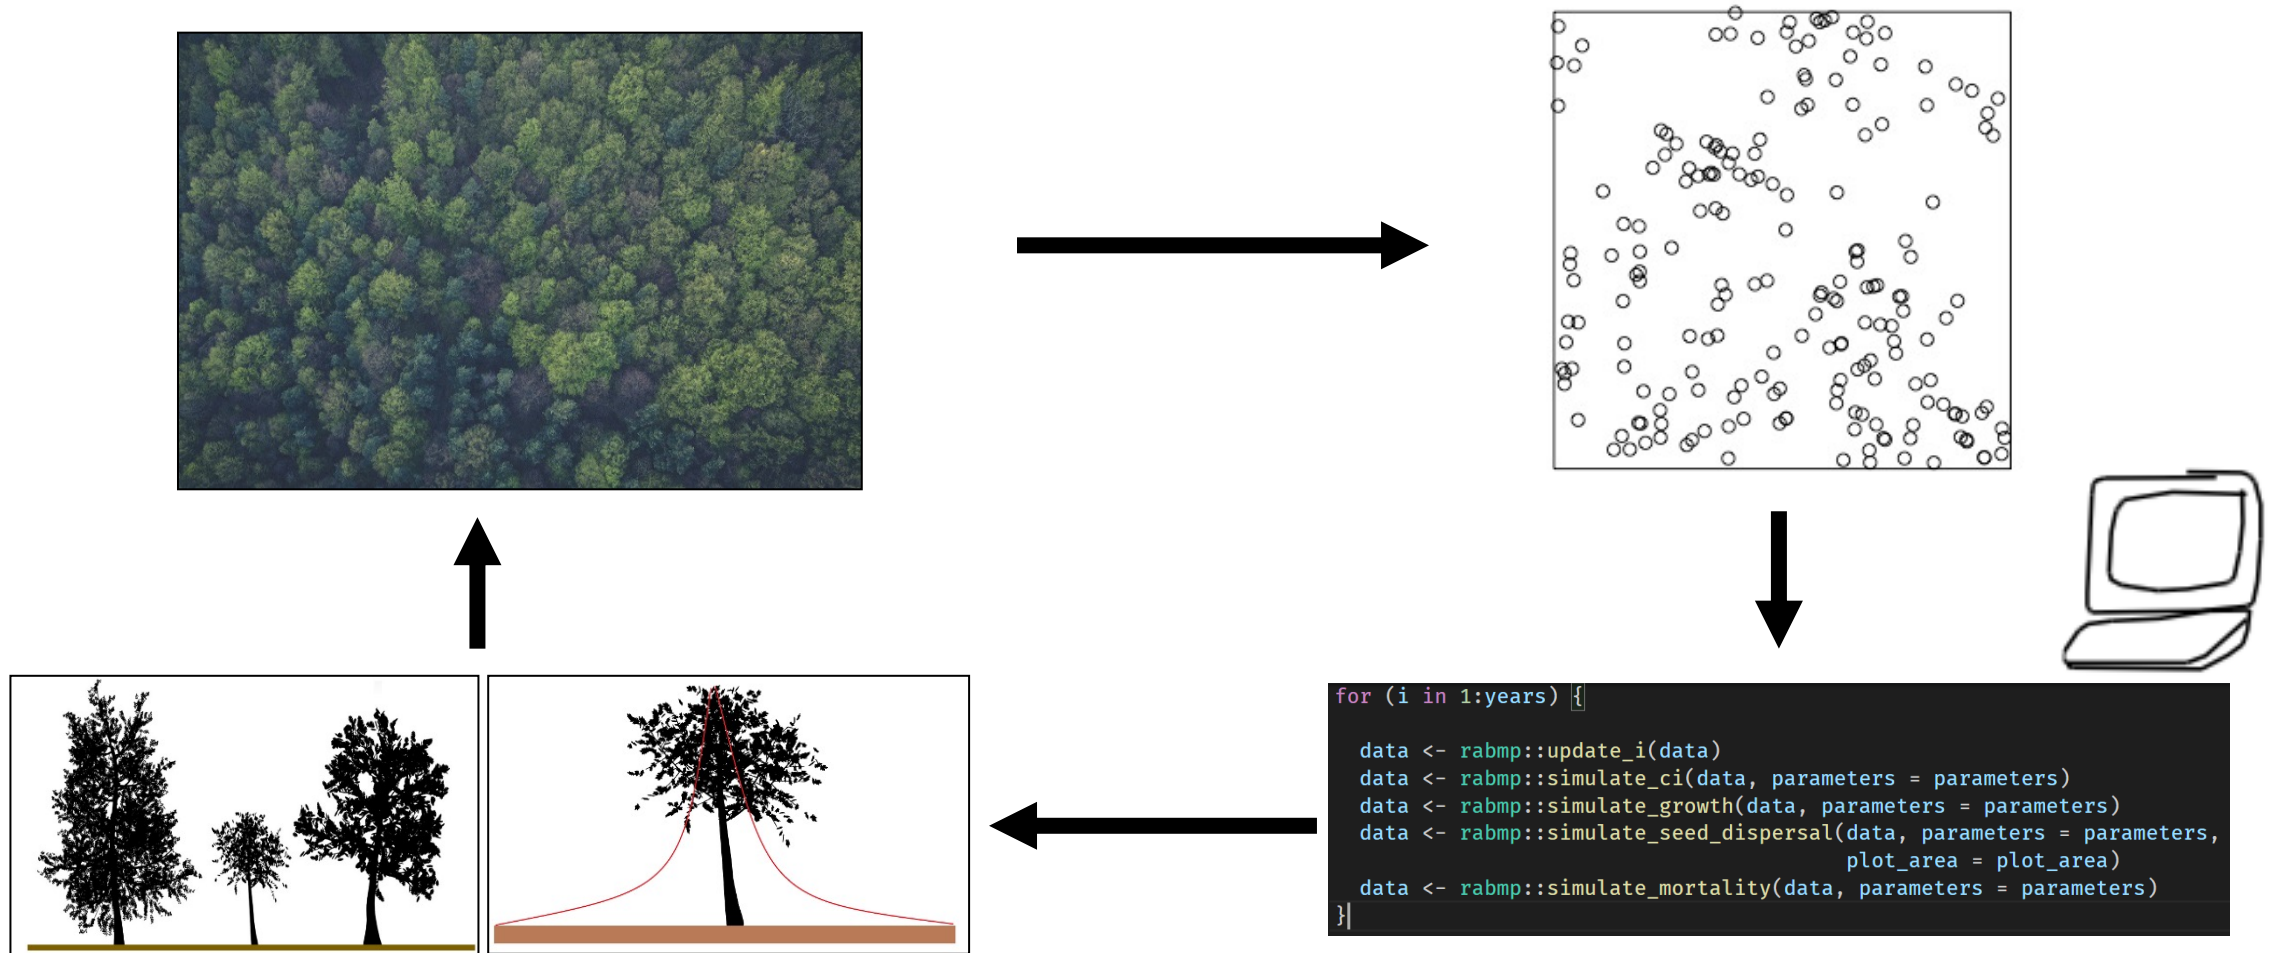 for (i in 1:years) {
data <- rabmp::update_i(data)
data <- rabmp::simulate_ci(data, parameters = parameters)
data <- rabmp::simulate_growth(data, parameters = parameters)
data <- rabmp::simulate_seed_dispersal(data, parameters = parameters,
plot_area = plot_area)
data <- rabmp::simulate_mortality(data, parameters = parameters)
}